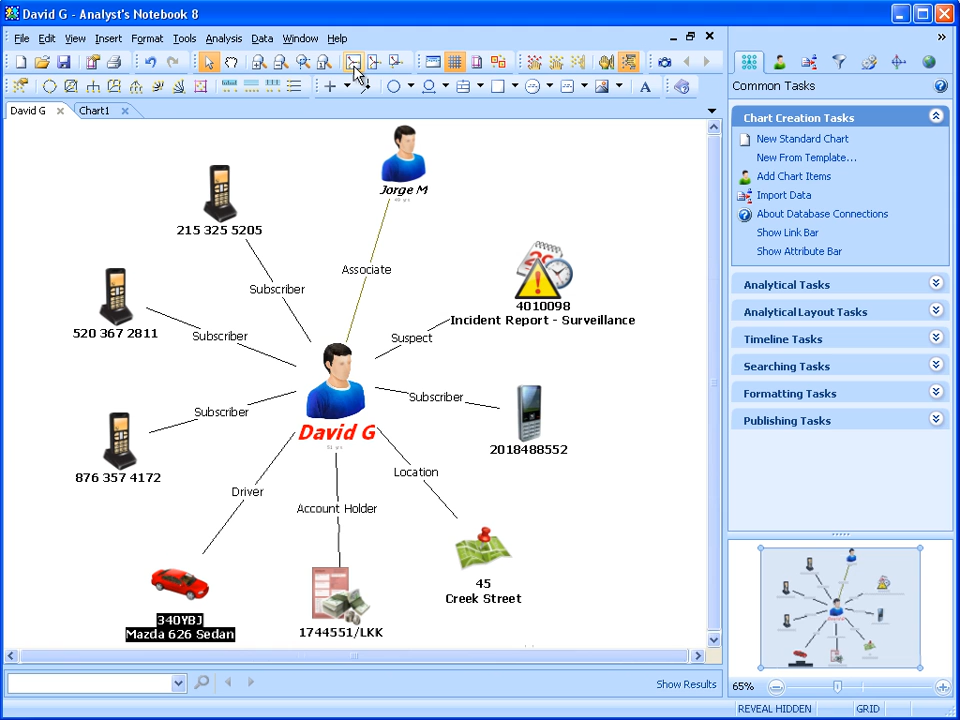 David G - Analyst's Notebook 8
File Edit View Insert Format Tools Analysis Data Window Help
Common Tasks
David G
Chart1
Chart Creation Tasks
New Standard Chart
New From Template...
Add Chart Items
Import Data
About Database Connections
Show Link Bar
Show Attribute Bar
Analytical Tasks
Analytical Layout Tasks
Timeline Tasks
Searching Tasks
Formatting Tasks
Publishing Tasks
Jorge M
215 325 5205
Associate
Subscriber
4010098
Incident Report - Surveillance
520 367 2811
Subscriber
Suspect
Subscriber
Subscriber
David G
2018488552
876 357 4172
Location
Driver
Account Holder
45
Creek Street
340YBJ
Mazda 626 Sedan
1744551/LKK
Show Results
65%
REVEAL HIDDEN
GRID